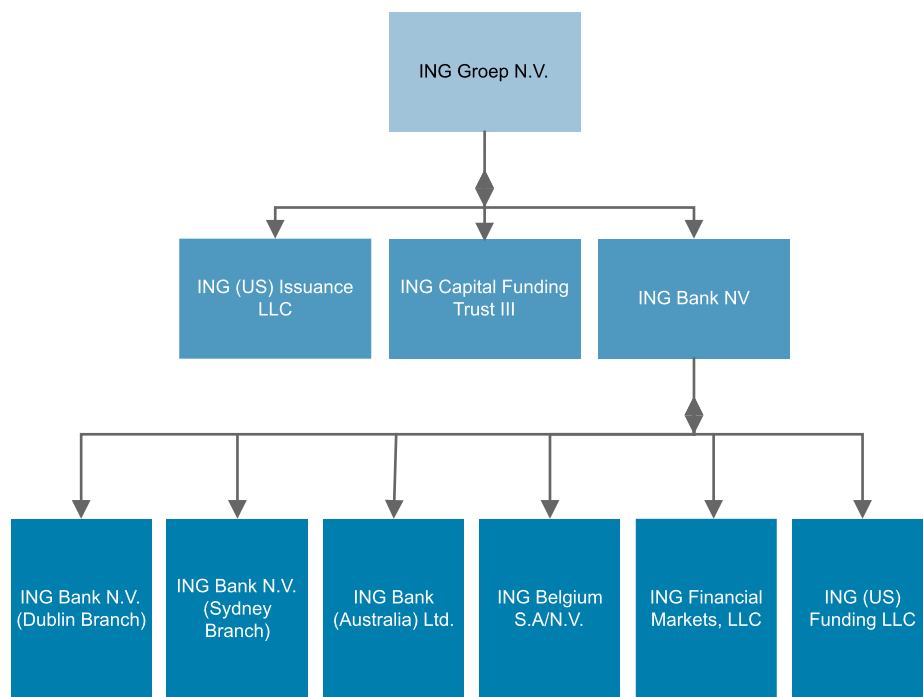 ING Groep N.V.
ING (US) Issuance
LLC
ING Capital Funding
Trust III
ING Bank NV
ING Bank N.V.
(Dublin Branch)
ING Bank N.V.
(Sydney
Branch)
ING Bank
(Australia) Ltd.
ING Belgium
S.A/N.V.
ING Financial
Markets, LLC
ING (US)
Funding LLC